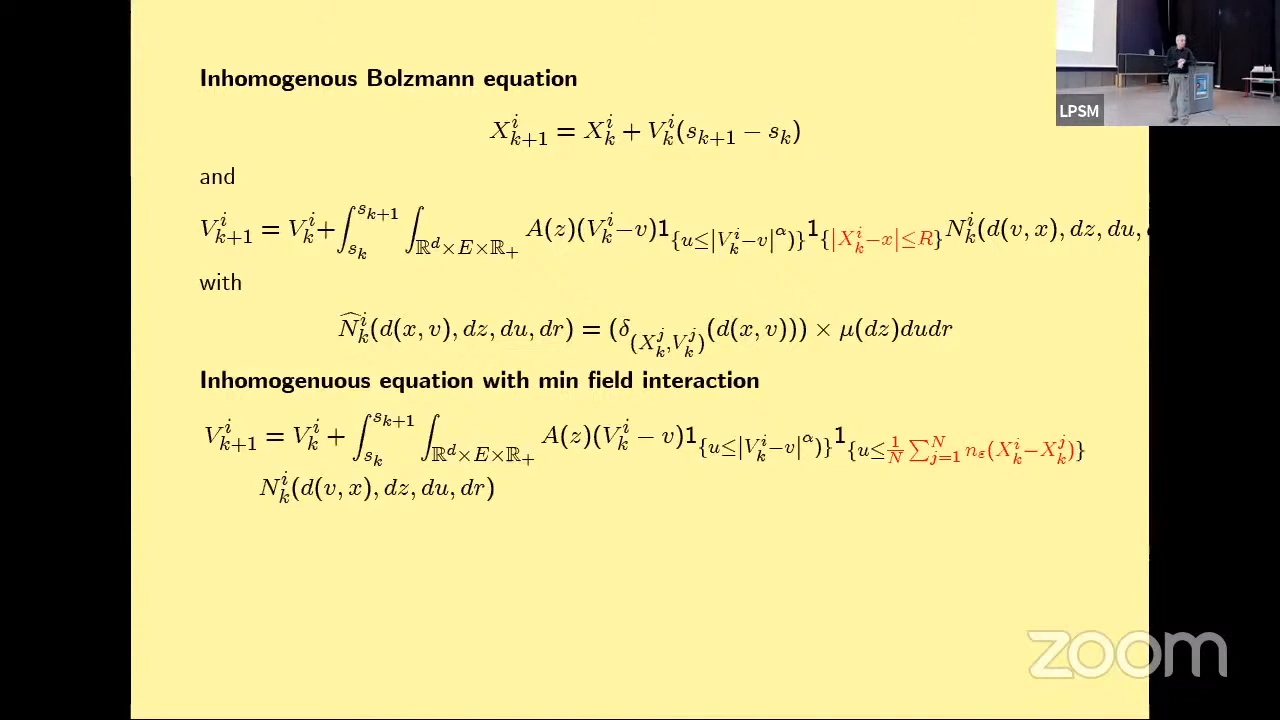 Inhomogenous Bolzmann equation
X^i_{k+1} = X^i_k + V^i_k(s_{k+1} − s_k)
and
V^i_{k+1} = V^i_k + ∫_{s_k}^{s_{k+1}} ∫_{ℝ^d×E×ℝ_+} A(z)(V^i_k − v)1_{{u≤|V^i_k−v|^α)}}1_{{|X^i_k−x|≤R}}N^i_k(d(v, x), dz, du,
with
\widehat{N}^i_k(d(x, v), dz, du, dr) = (δ_{(X^j_k,V^j_k)}(d(x, v))) × μ(dz)dudr
Inhomogenuous equation with min field interaction
V^i_{k+1} = V^i_k + ∫_{s_k}^{s_{k+1}} ∫_{ℝ^d×E×ℝ_+} A(z)(V^i_k − v)1_{{u≤|V^i_k−v|^α)}}1_{{u≤\frac{1}{N}∑_{j=1}^N n_ε(X^i_k−X^j_k)}}
N^i_k(d(v, x), dz, du, dr)
LPSM
zoom